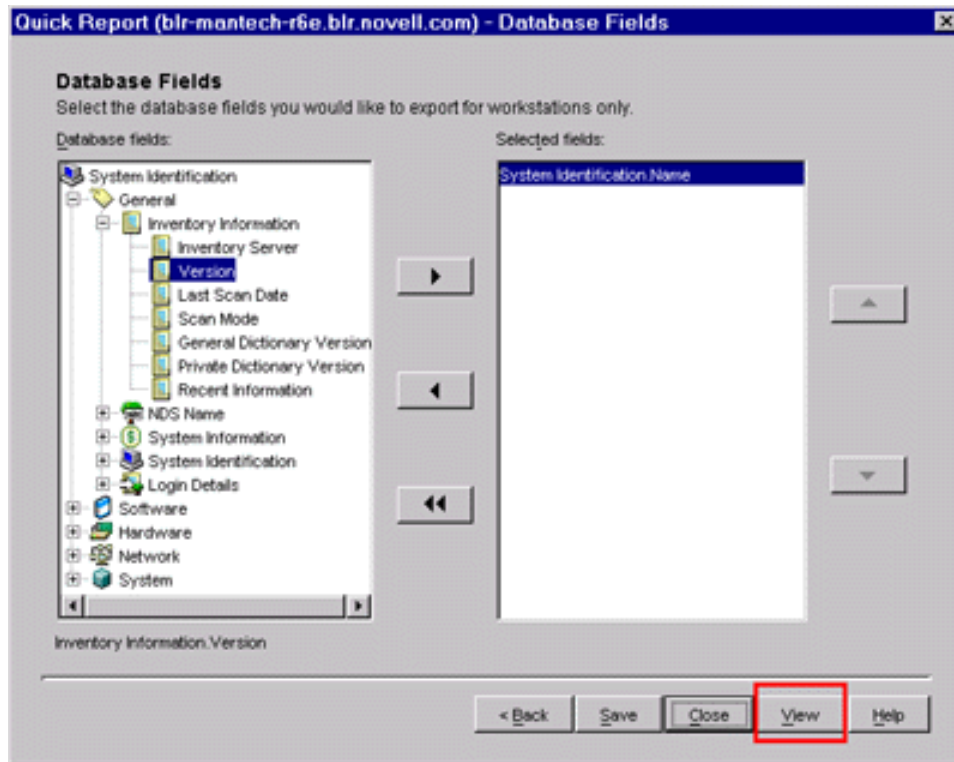 Quick Report (blr-mantech-r6e.blr.novell.com) - Database Fields
Database Fields
Select the database fields you would like to export for workstations only.
Database fields:
Selected fields:
System Identification
General
Inventory Information
Inventory Server
Version
Last Scan Date
Scan Mode
General Dictionary Version
Private Dictionary Version
Recent Information
NDS Name
System Information
System Identification
Login Details
Software
Hardware
Network
System
System Identification.Name
Inventory Information.Version
< Back
Save
Close
View
Help